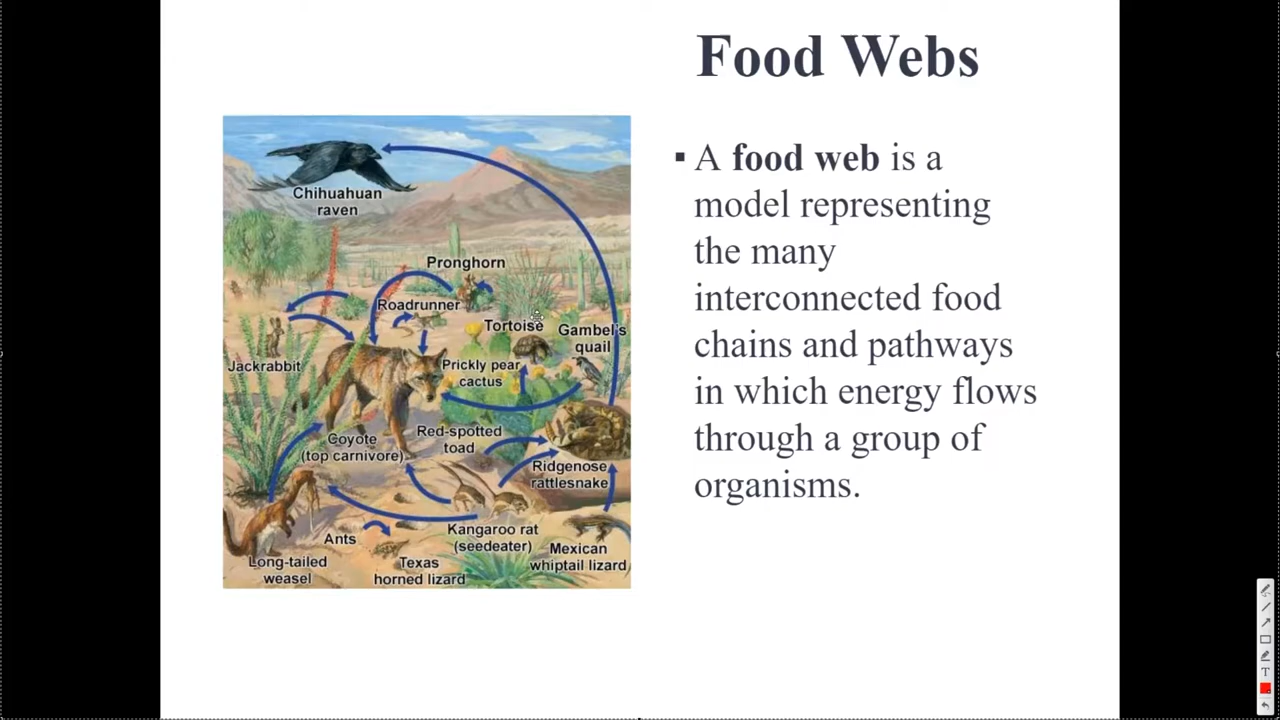 Food Webs
Chihuahuan
raven
Pronghorn
Roadrunner
Tortoise
Gambel's
quail
Jackrabbit
Prickly pear
cactus
Coyote
(top carnivore)
Red-spotted
toad
Ridgenose
rattlesnake
Kangaroo rat
(seedeater)
Ants
Mexican
whiptail lizard
Long-tailed
weasel
Texas
horned lizard
▪ A food web is a
model representing
the many
interconnected food
chains and pathways
in which energy flows
through a group of
organisms.
T